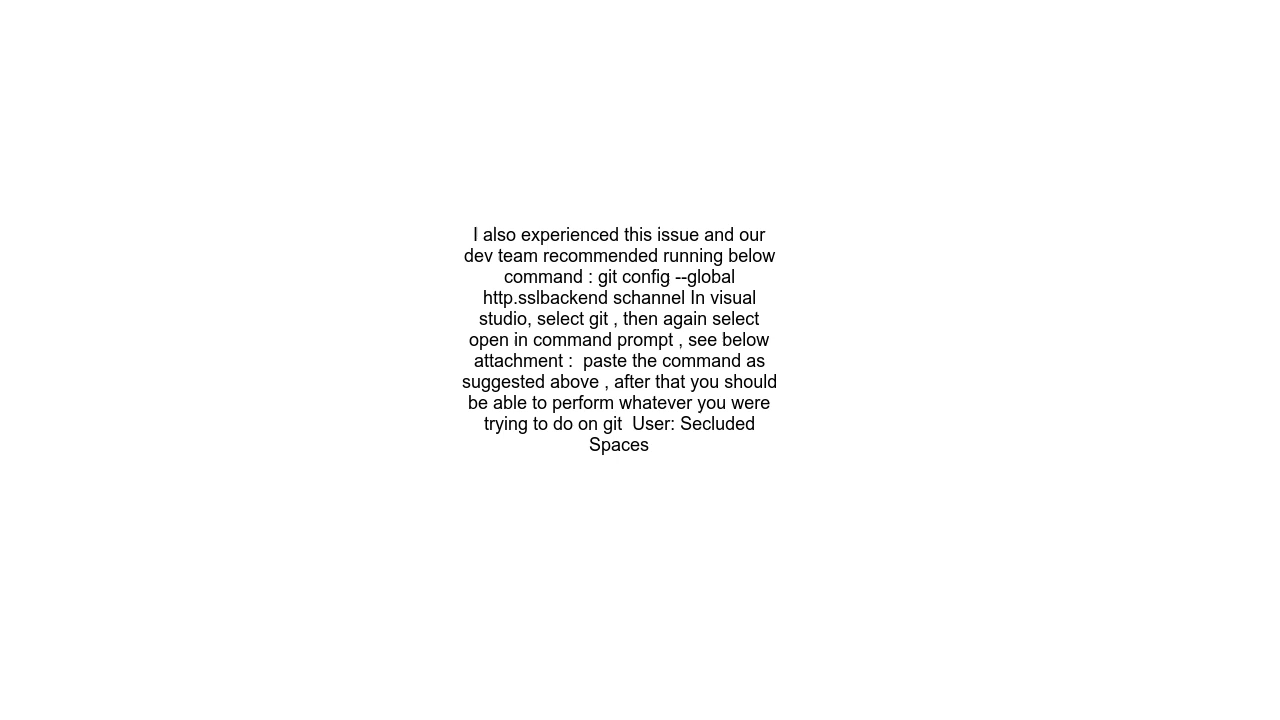 I also experienced this issue and our
dev team recommended running below
command : git config --global
http.sslbackend schannel In visual
studio, select git , then again select
open in command prompt , see below
attachment :  paste the command as
suggested above , after that you should
be able to perform whatever you were
trying to do on git  User: Secluded
Spaces